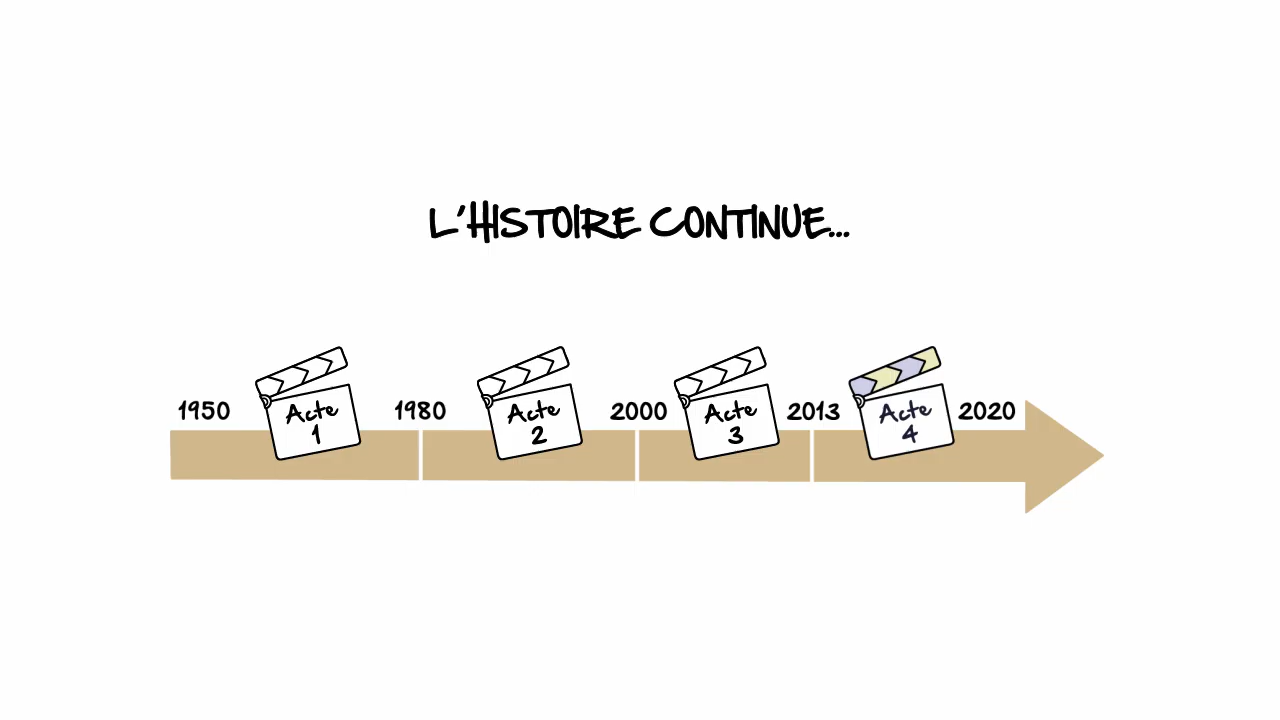 L'HISTOIRE CONTINUE...
1950 Acte 1 1980 Acte 2 2000 Acte 3 2013 Acte 4 2020